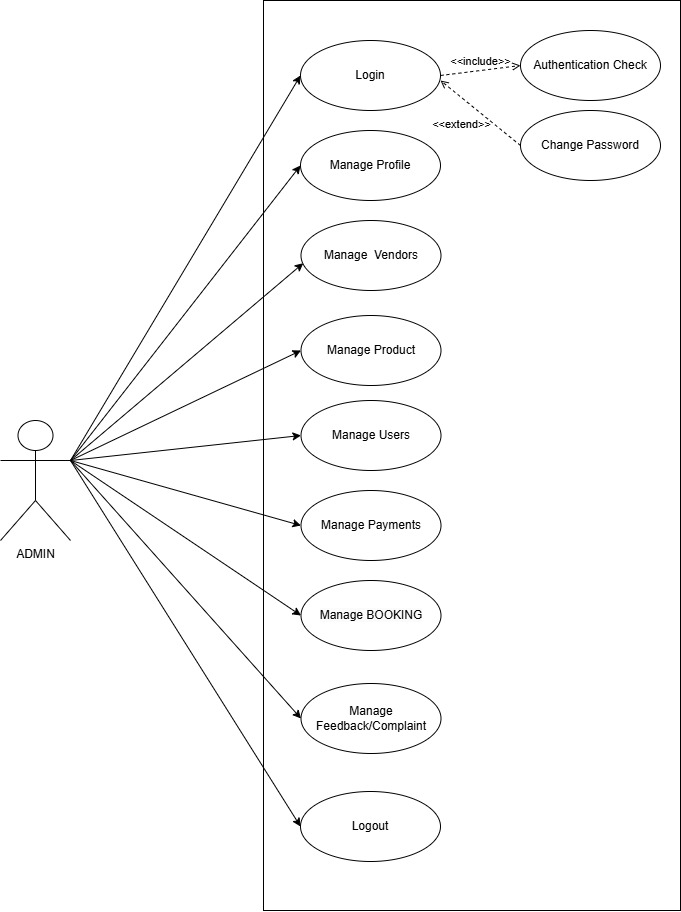 Login
<<include>>
Authentication Check
<<extend>>
Change Password
Manage Profile
Manage  Vendors
Manage Product
Manage Users
Manage Payments
ADMIN
Manage BOOKING
Manage
Feedback/Complaint
Logout